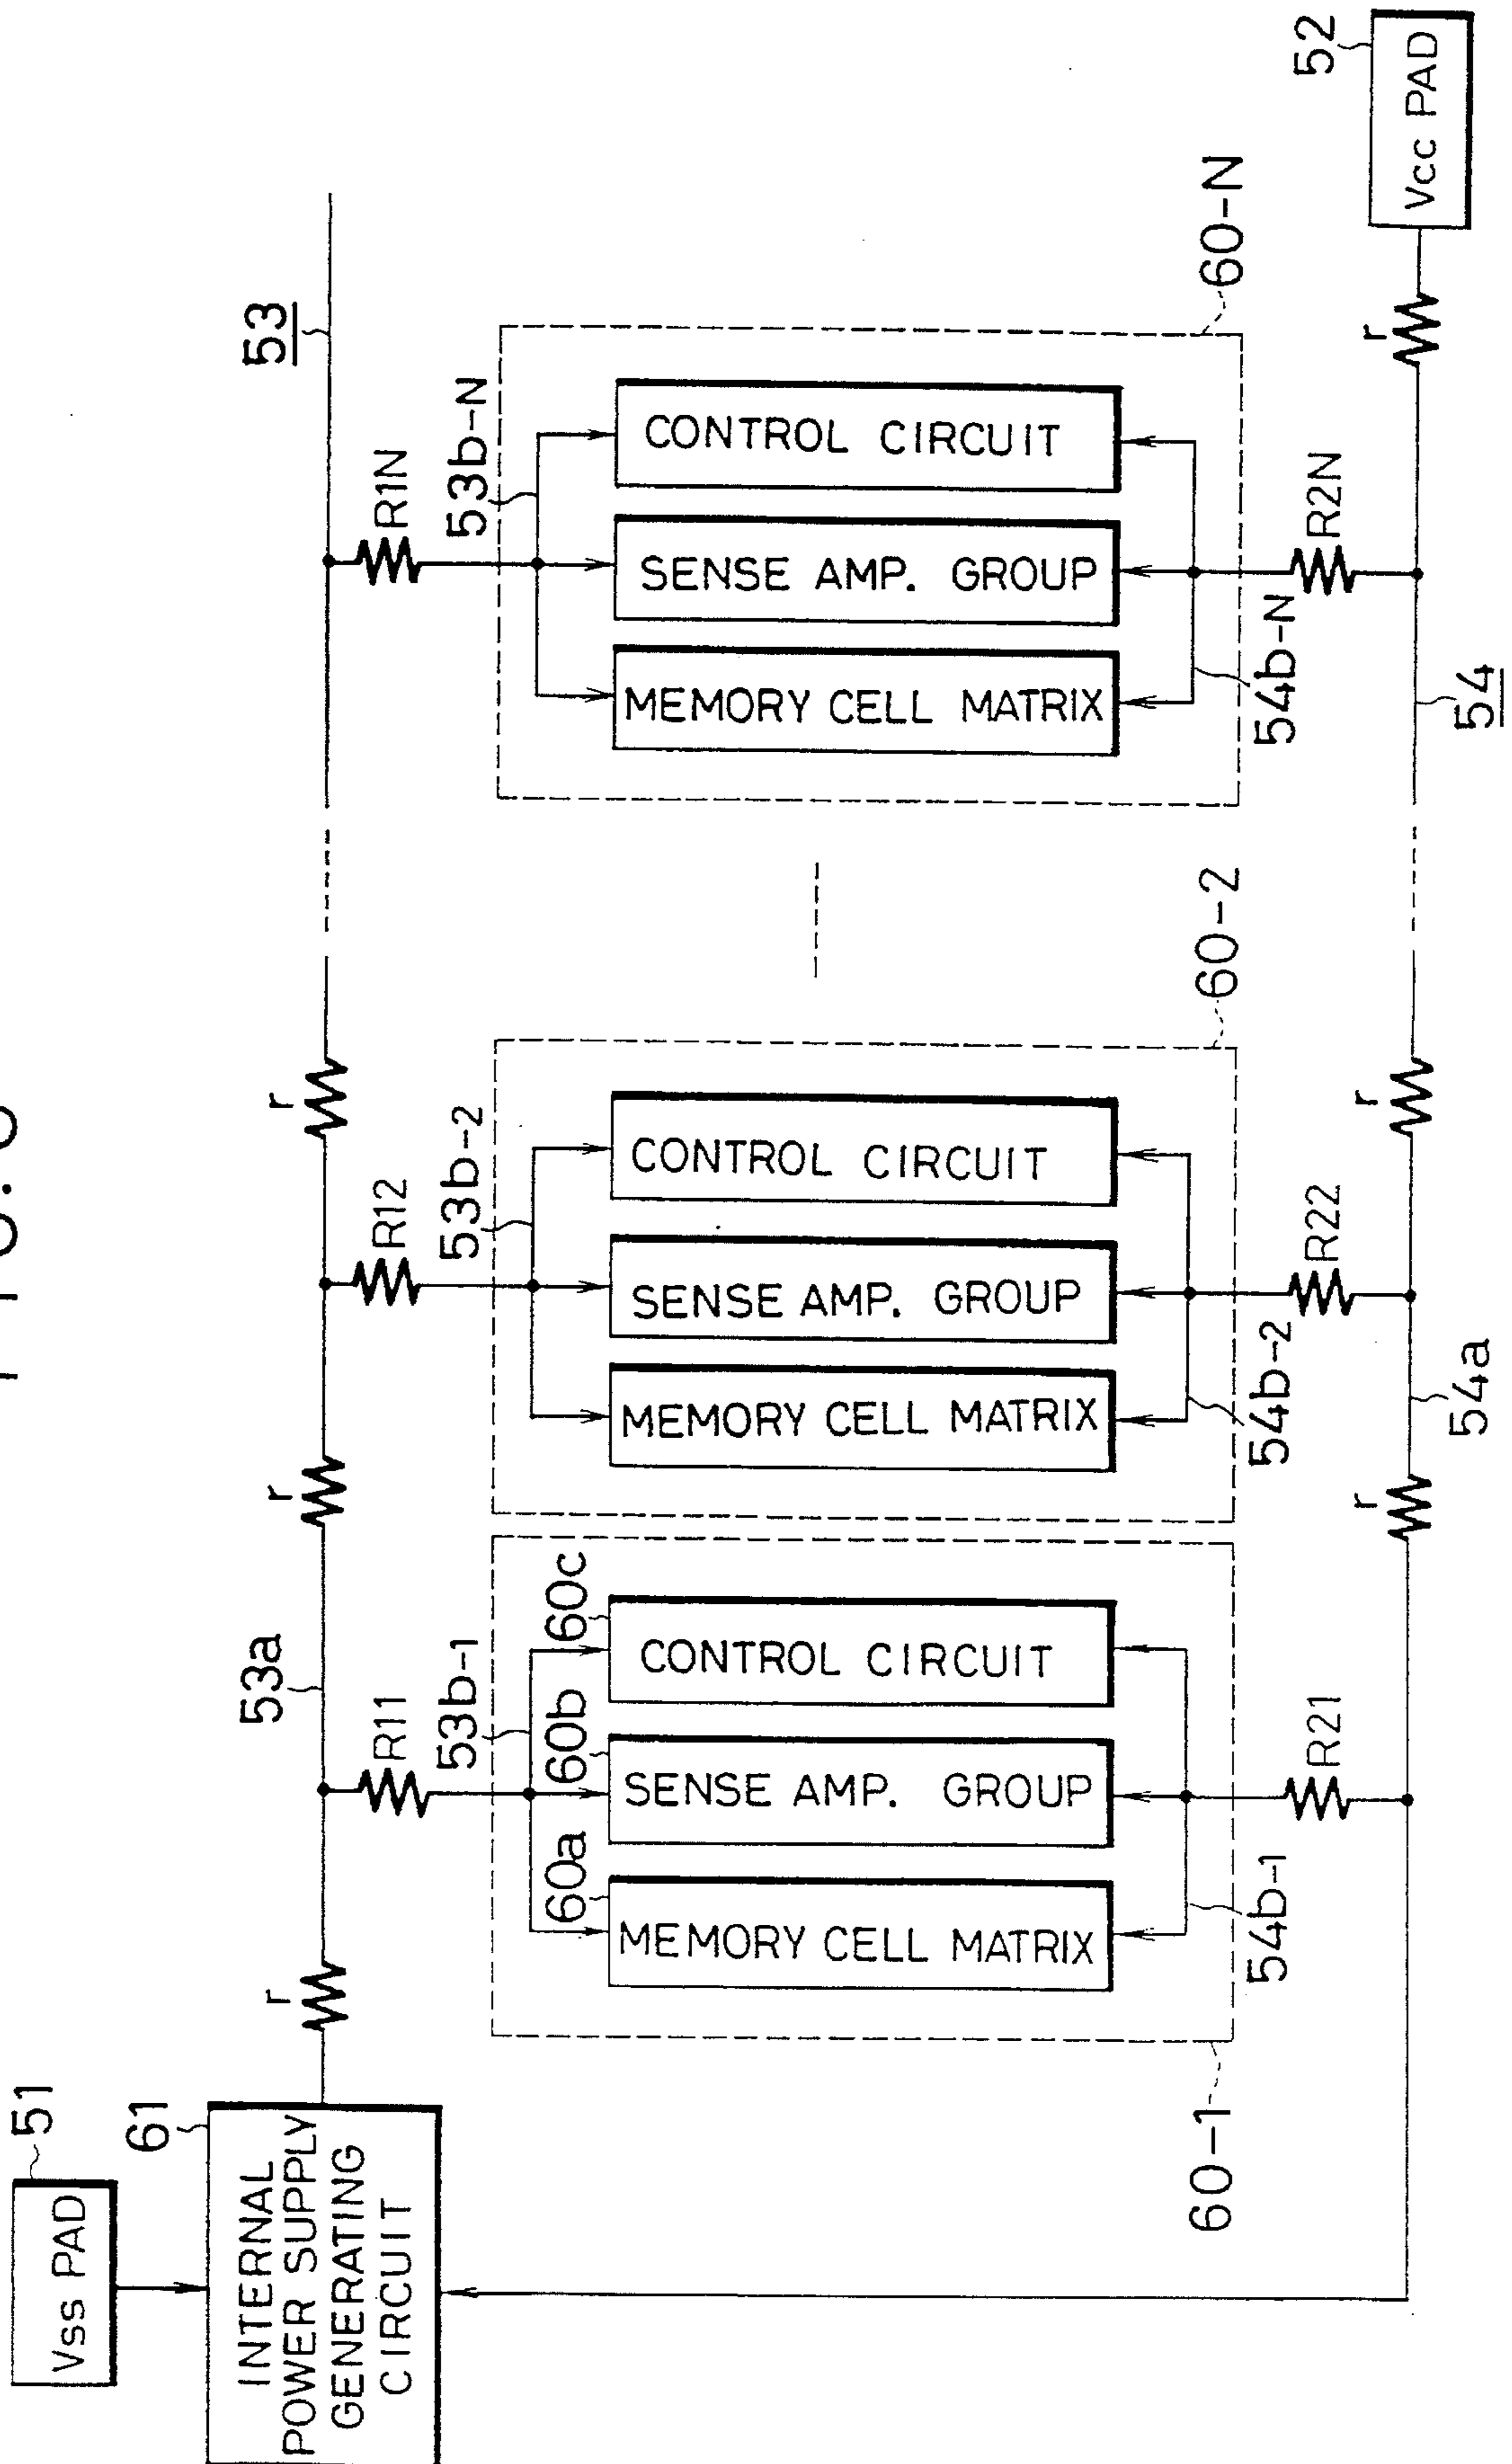 51
Vss PAD
61
INTERNAL
POWER SUPPLY
GENERATING
CIRCUIT
r
53a
r
r
53
R11
R12
R1N
53b-1
53b-2
53b-N
60a
60b
60c
MEMORY CELL MATRIX
SENSE AMP. GROUP
CONTROL CIRCUIT
MEMORY CELL MATRIX
SENSE AMP. GROUP
CONTROL CIRCUIT
MEMORY CELL MATRIX
SENSE AMP. GROUP
CONTROL CIRCUIT
60-1
60-2
60-N
54b-1
54b-2
54b-N
R21
R22
R2N
52
Vcc PAD
r
r
r
54a
54